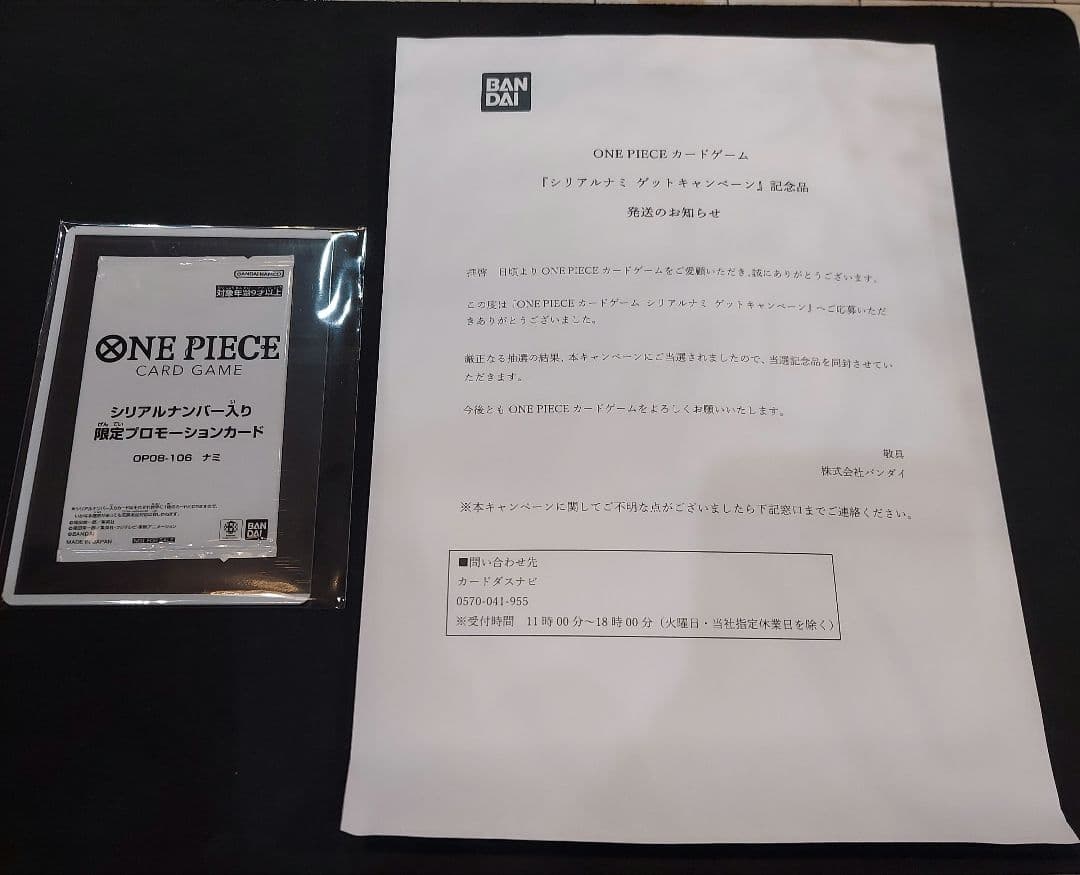 BANDAI NAMCO
対象年齢9才以上
ONE PIECE
CARD GAME
シリアルナンバー入り
限定プロモーションカード
OP08-106 ナミ
©BANDAI
MADE IN JAPAN
BAN
DAI
BAN
DAI
ONE PIECE カードゲーム
『シリアルナミ ゲットキャンペーン』記念品
発送のお知らせ
拝啓 日頃より ONE PIECE カードゲームをご愛顧いただき、誠にありがとうございます。
この度は『ONE PIECE カードゲーム シリアルナミ ゲットキャンペーン』へご応募いただ
きありがとうございました。
厳正なる抽選の結果、本キャンペーンにご当選されましたので、当選記念品を同封させてい
ただきます。
今後とも ONE PIECE カードゲームをよろしくお願いいたします。
敬具
株式会社バンダイ
※本キャンペーンに関してご不明な点がございましたら下記窓口までご連絡ください。
■問い合わせ先
カードダスナビ
0570-041-955
※受付時間 11時00分～18時00分（火曜日・当社指定休業日を除く）